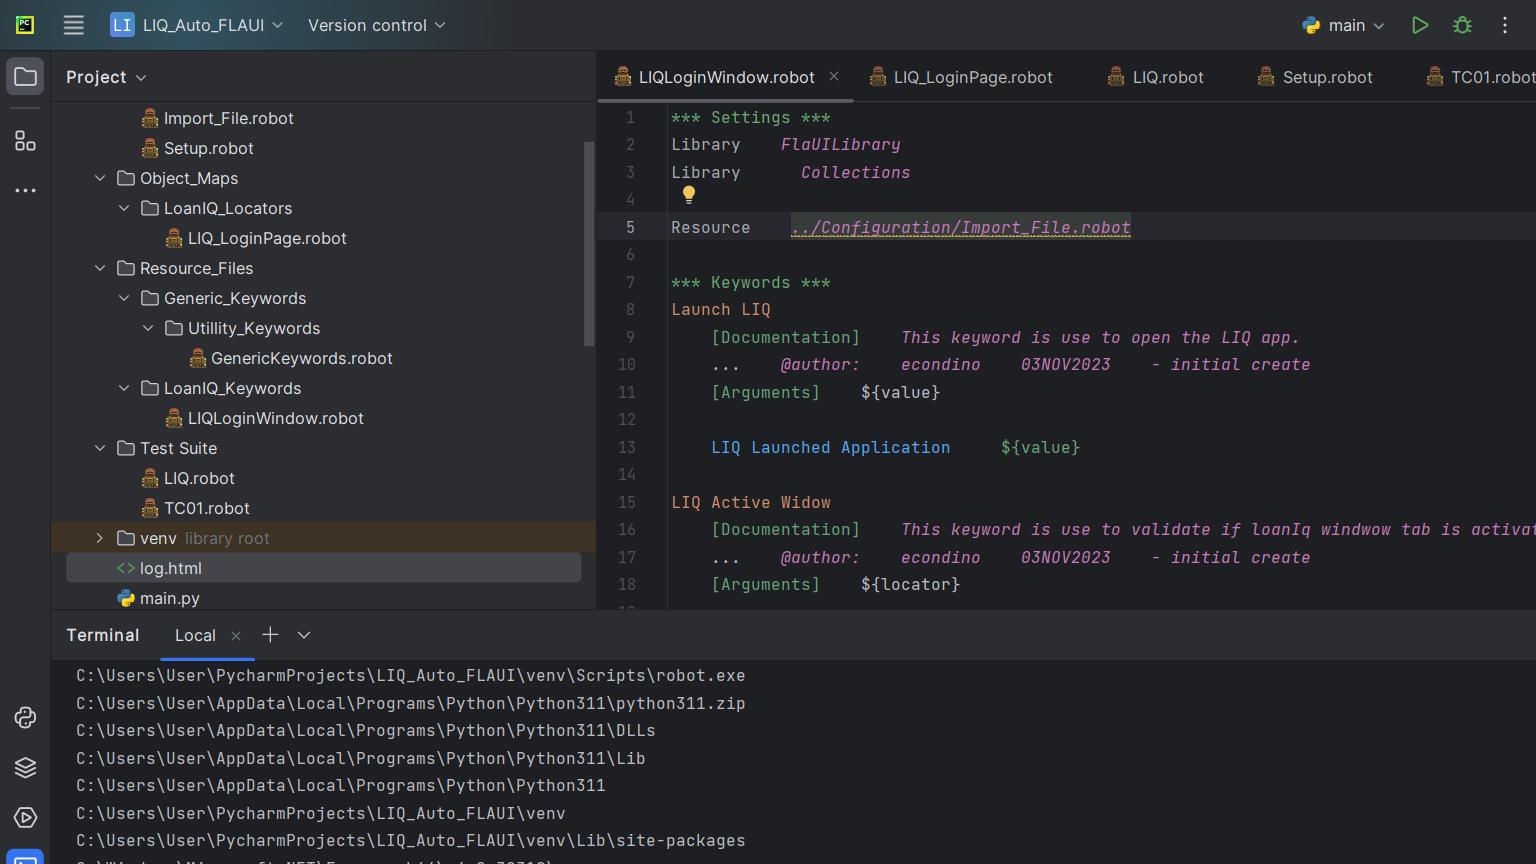 LI LIQ_Auto_FLAUI Version control main
Project
Import_File.robot
Setup.robot
Object_Maps
LoanIQ_Locators
LIQ_LoginPage.robot
Resource_Files
Generic_Keywords
Utillity_Keywords
GenericKeywords.robot
LoanIQ_Keywords
LIQLoginWindow.robot
Test Suite
LIQ.robot
TC01.robot
venv library root
<> log.html
main.py
LIQLoginWindow.robot LIQ_LoginPage.robot LIQ.robot Setup.robot TC01.robot
1 *** Settings ***
2 Library FlaUILibrary
3 Library Collections
4
5 Resource ../Configuration/Import_File.robot
6
7 *** Keywords ***
8 Launch LIQ
9 [Documentation] This keyword is use to open the LIQ app.
10 ... @author: econdino 03NOV2023 - initial create
11 [Arguments] ${value}
12
13 LIQ Launched Application ${value}
14
15 LIQ Active Widow
16 [Documentation] This keyword is use to validate if loanIq windwow tab is activat
17 ... @author: econdino 03NOV2023 - initial create
18 [Arguments] ${locator}
Terminal Local
C:\Users\User\PycharmProjects\LIQ_Auto_FLAUI\venv\Scripts\robot.exe
C:\Users\User\AppData\Local\Programs\Python\Python311\python311.zip
C:\Users\User\AppData\Local\Programs\Python\Python311\DLLs
C:\Users\User\AppData\Local\Programs\Python\Python311\Lib
C:\Users\User\AppData\Local\Programs\Python\Python311
C:\Users\User\PycharmProjects\LIQ_Auto_FLAUI\venv
C:\Users\User\PycharmProjects\LIQ_Auto_FLAUI\venv\Lib\site-packages